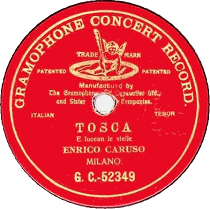 GRAMOPHONE CONCERT RECORD.
TRADE MARK
PATENTED PATENTED
Manufactured by
The Gramophone & Typewriter Ltd.,
and Sister Companies.
ITALIAN TENOR
TOSCA
E lucean le stelle
ENRICO CARUSO
MILANO.
G. C.-52349